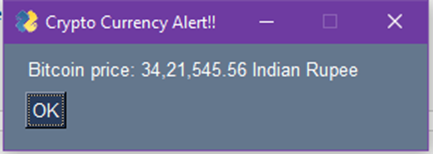 Crypto Currency Alert!!
Bitcoin price: 34,21,545.56 Indian Rupee
OK